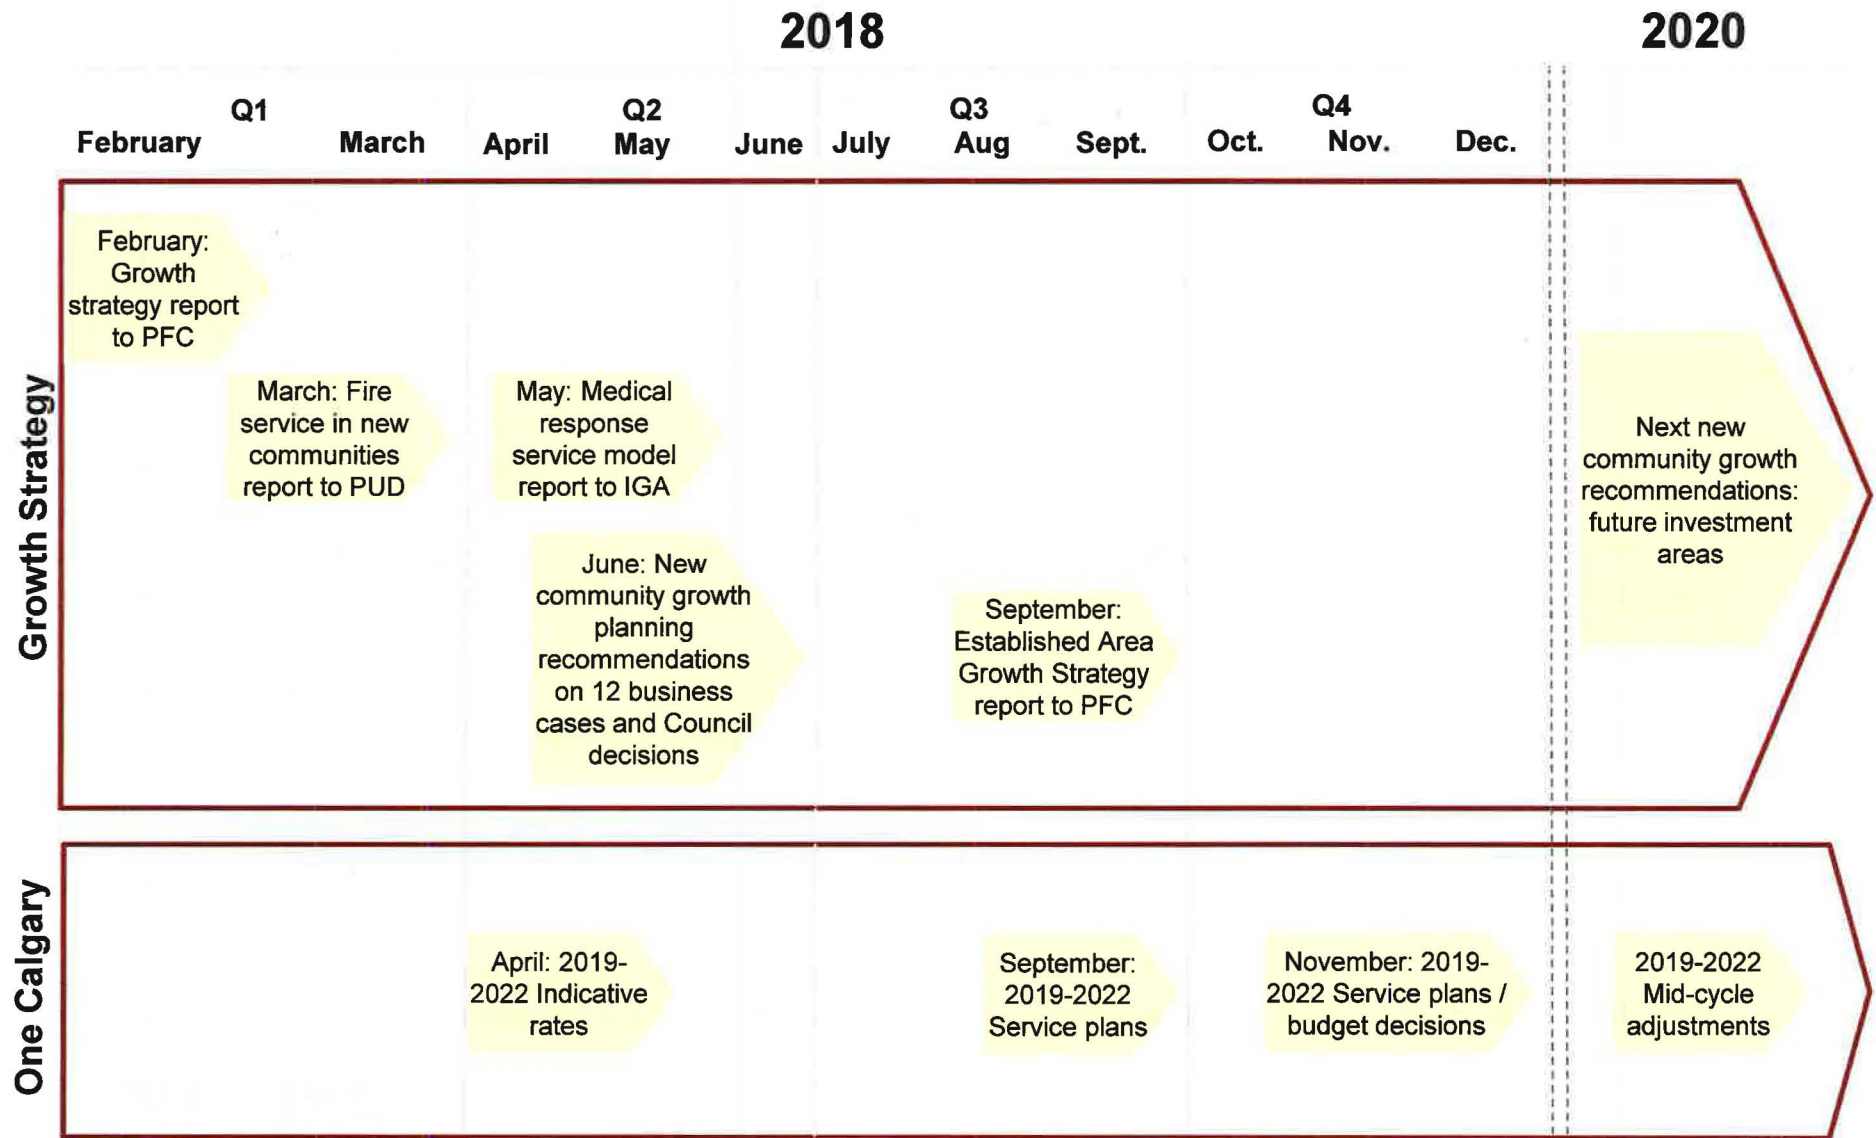 2018
2020
Q1
Q2
Q3
Q4
February
March
April
May
June
July
Aug
Sept.
Oct.
Nov.
Dec.
Growth Strategy
February:
Growth
strategy report
to PFC
March: Fire
service in new
communities
report to PUD
May: Medical
response
service model
report to IGA
June: New
community growth
planning
recommendations
on 12 business
cases and Council
decisions
September:
Established Area
Growth Strategy
report to PFC
Next new
community growth
recommendations:
future investment
areas
One Calgary
April: 2019-
2022 Indicative
rates
September:
2019-2022
Service plans
November: 2019-
2022 Service plans /
budget decisions
2019-2022
Mid-cycle
adjustments